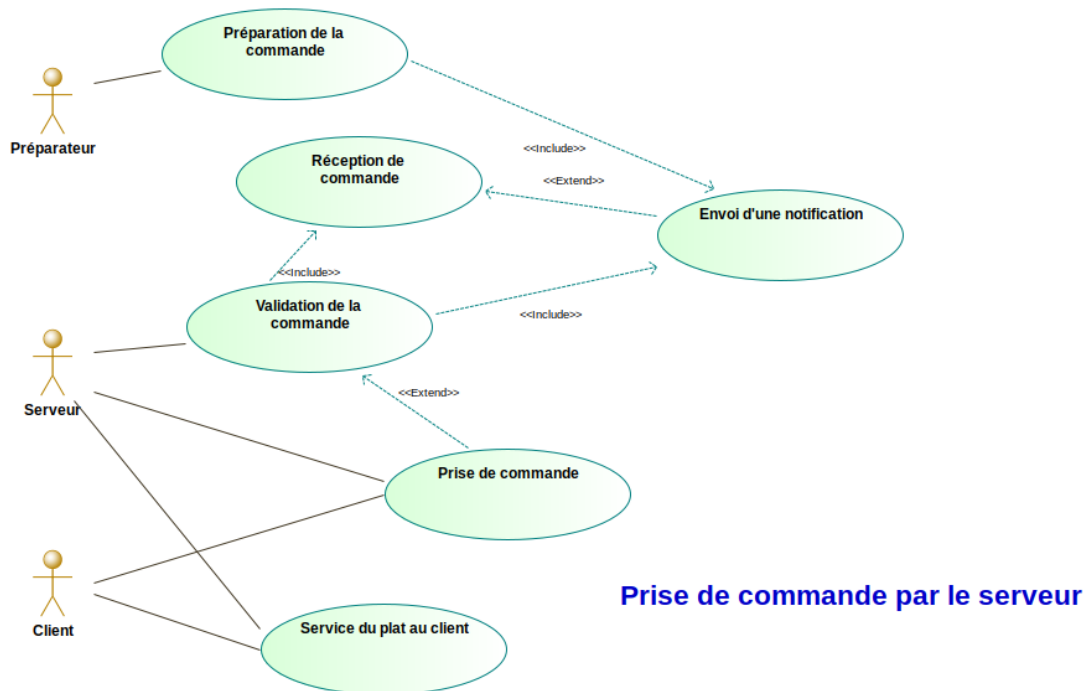 Préparation de la
commande
Préparateur
<<Include>>
Réception de
commande
<<Extend>>
Envoi d'une notification
<<Include>>
Validation de la
commande
<<Include>>
Serveur
<<Extend>>
Prise de commande
Prise de commande par le serveur
Client
Service du plat au client